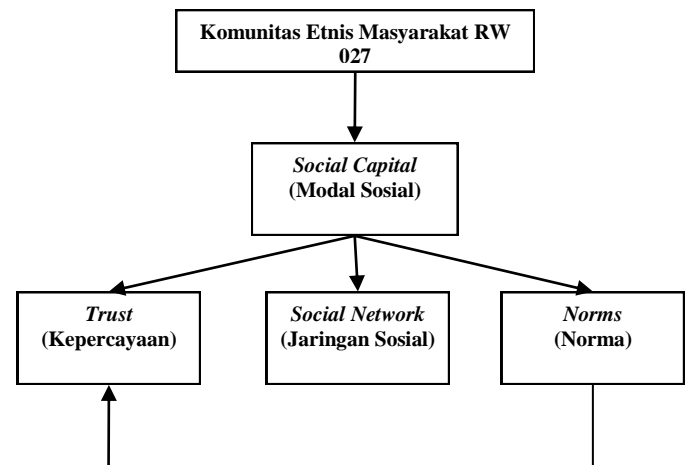 Komunitas Etnis Masyarakat RW
027
Social Capital
(Modal Sosial)
Trust
(Kepercayaan)
Social Network
(Jaringan Sosial)
Norms
(Norma)